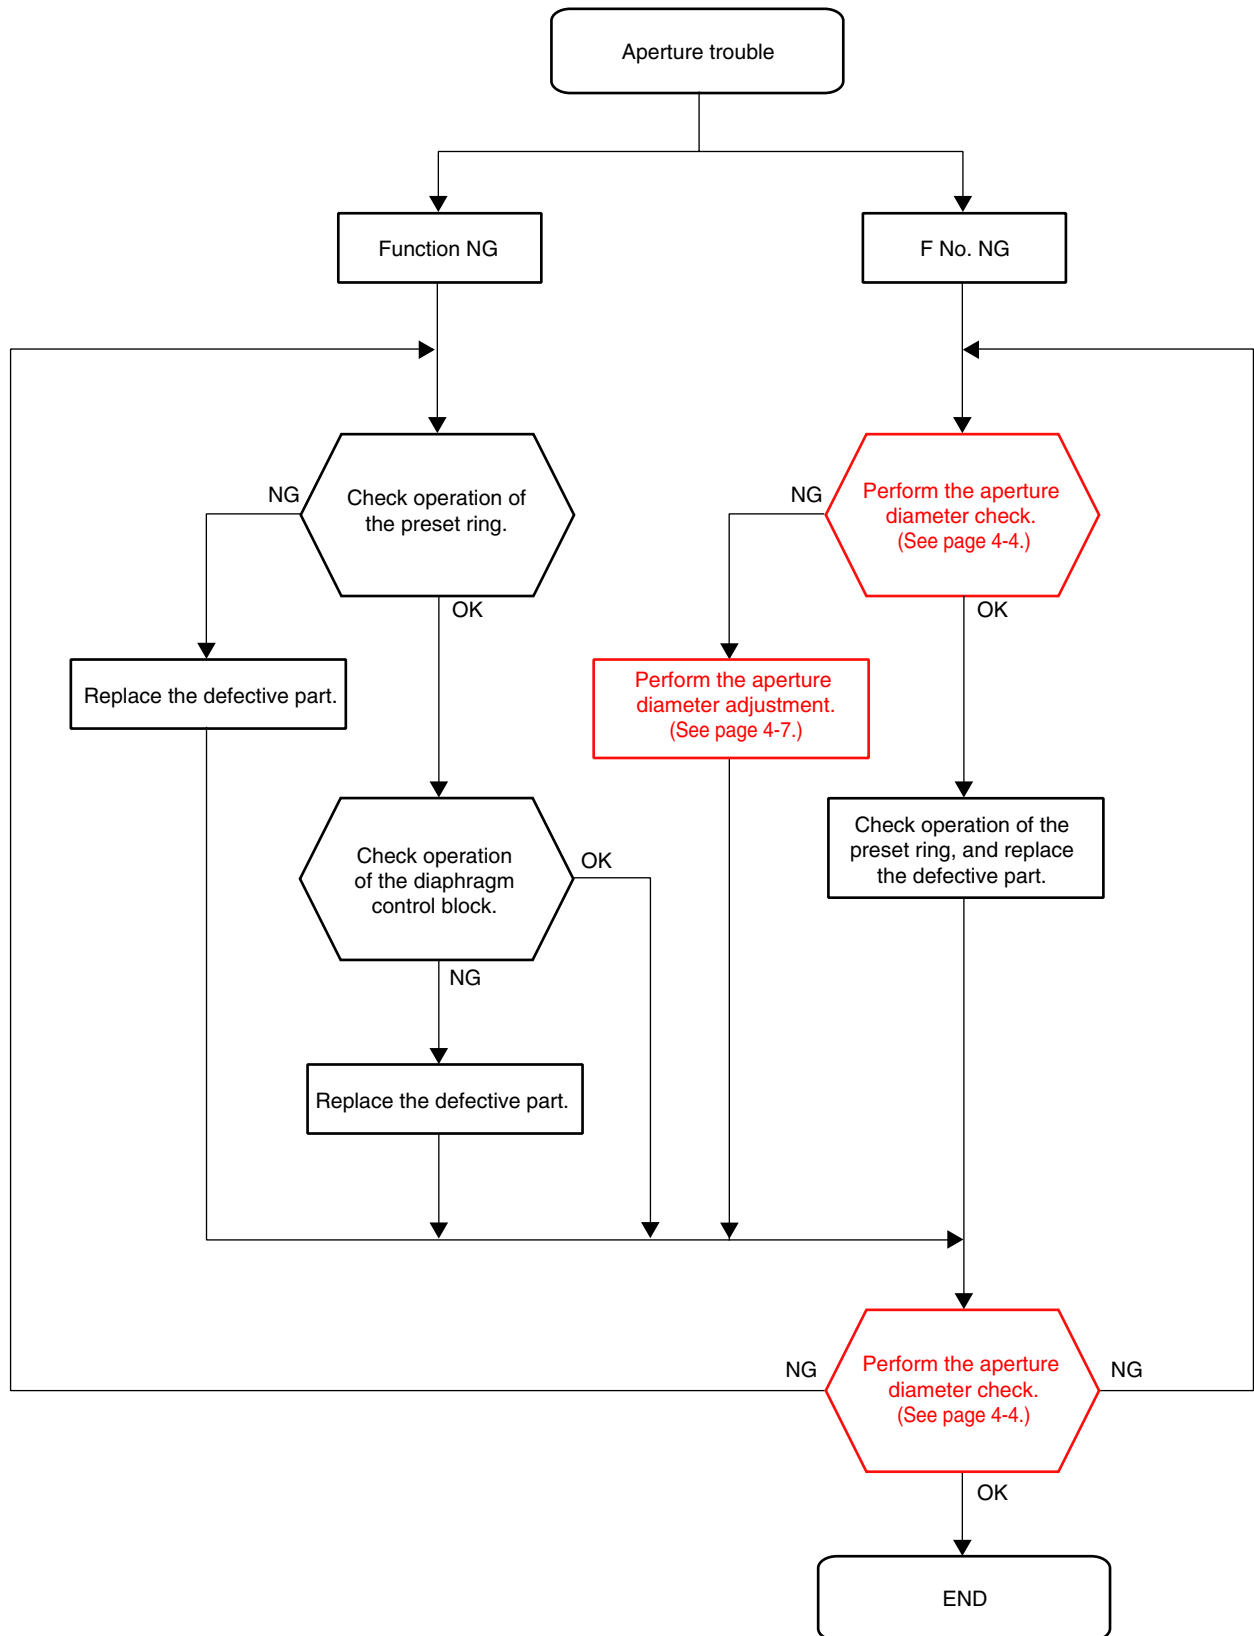 Aperture trouble
Function NG
F No. NG
NG
Check operation of
the preset ring.
OK
NG
Perform the aperture
diameter check.
(See page 4-4.)
OK
Replace the defective part.
Perform the aperture
diameter adjustment.
(See page 4-7.)
Check operation
of the diaphragm
control block.
OK
NG
Check operation of the
preset ring, and replace
the defective part.
Replace the defective part.
NG
Perform the aperture
diameter check.
(See page 4-4.)
NG
OK
END